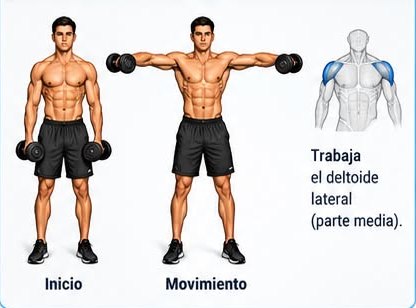 Inicio
Movimiento
Trabaja
el deltoide
lateral
(parte media).